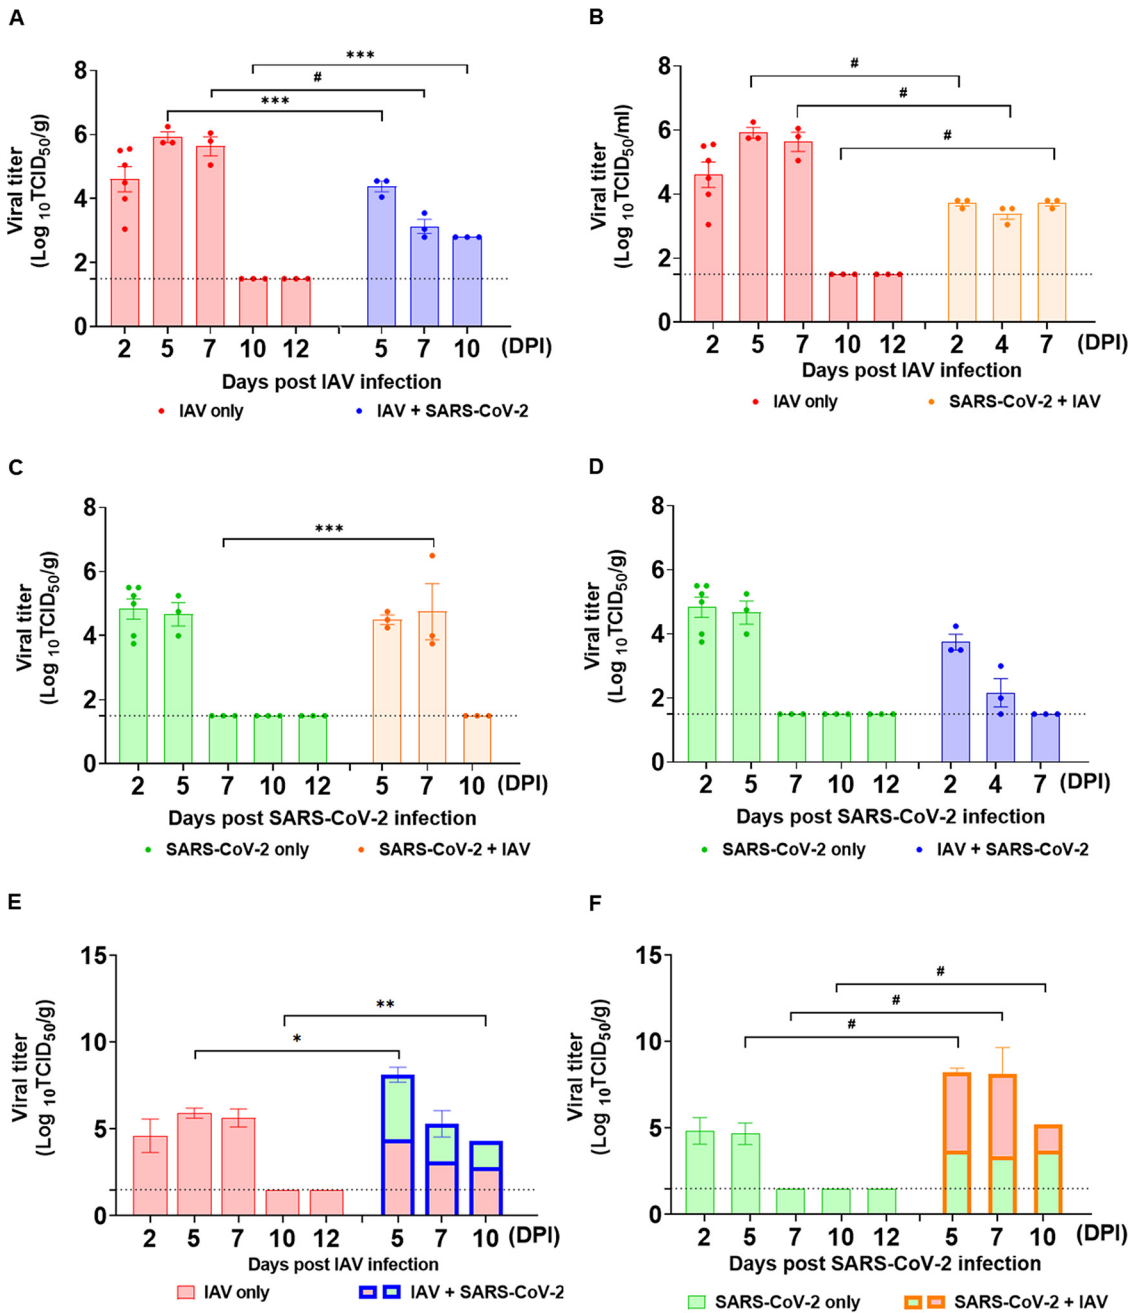 A
Viral titer
(Log 10TCID50/g)
8
6
4
2
0
***
#
***
2 5 7 10 12 5 7 10 (DPI)
Days post IAV infection
IAV only IAV + SARS-CoV-2
B
Viral titer
(Log 10TCID50/ml)
8
6
4
2
0
#
#
#
2 5 7 10 12 2 4 7 (DPI)
Days post IAV infection
IAV only SARS-CoV-2 + IAV
C
Viral titer
(Log 10TCID50/g)
8
6
4
2
0
***
2 5 7 10 12 5 7 10 (DPI)
Days post SARS-CoV-2 infection
SARS-CoV-2 only SARS-CoV-2 + IAV
D
Viral titer
(Log 10TCID50/g)
8
6
4
2
0
2 5 7 10 12 2 4 7 (DPI)
Days post SARS-CoV-2 infection
SARS-CoV-2 only IAV + SARS-CoV-2
E
Viral titer
(Log 10TCID50/g)
15
10
5
0
**
*
2 5 7 10 12 5 7 10 (DPI)
Days post IAV infection
IAV only IAV + SARS-CoV-2
F
Viral titer
(Log 10TCID50/g)
15
10
5
0
#
#
#
2 5 7 10 12 5 7 10 (DPI)
Days post SARS-CoV-2 infection
SARS-CoV-2 only SARS-CoV-2 + IAV